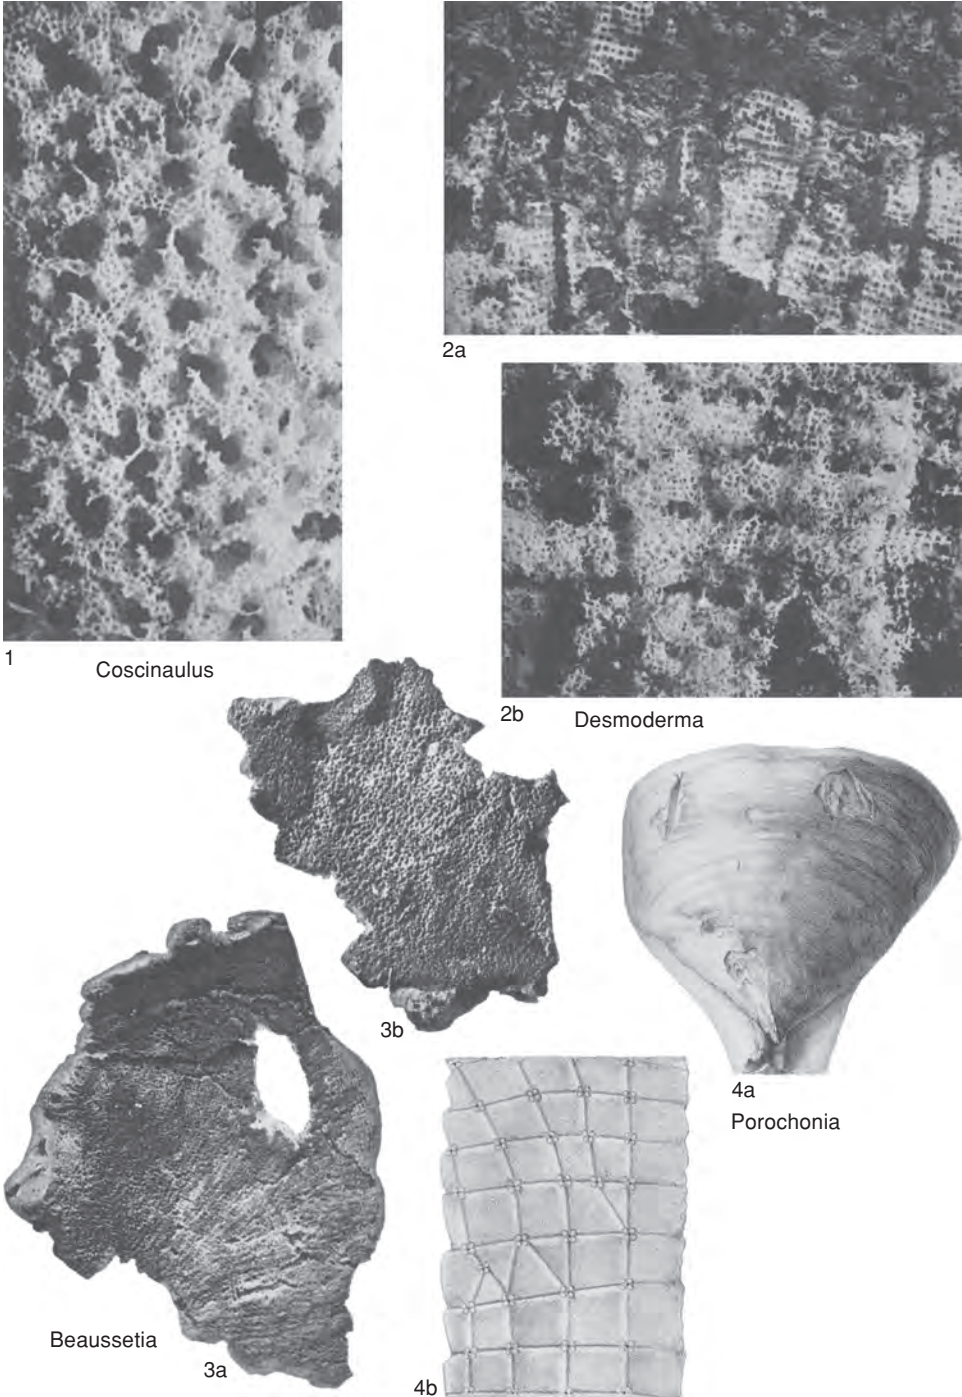 2a
1
Coscinaulus
2b
Desmoderma
3b
4a
Porochonia
Beaussetia
3a
4b